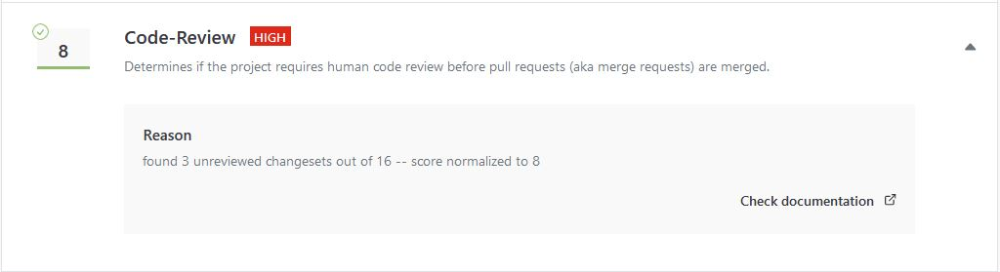 8
Code-Review HIGH
Determines if the project requires human code review before pull requests (aka merge requests) are merged.
Reason
found 3 unreviewed changesets out of 16 -- score normalized to 8
Check documentation